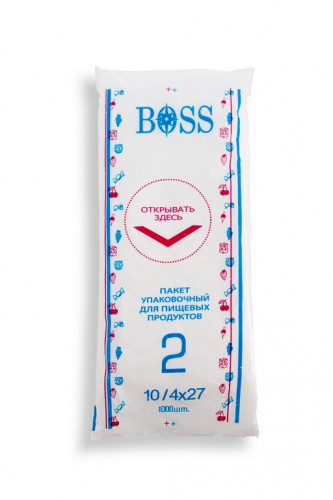 BOSS
ОТКРЫВАТЬ
ЗДЕСЬ
ПАКЕТ
УПАКОВОЧНЫЙ
ДЛЯ ПИЩЕВЫХ
ПРОДУКТОВ
2
10/4x27
1000шт.